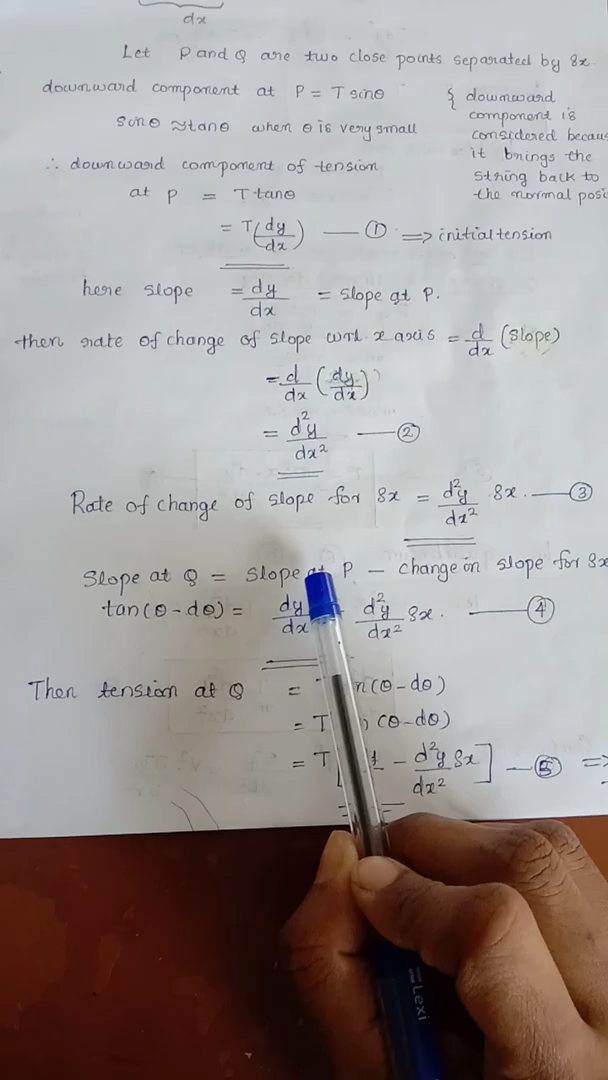 dx
Let P and Q are two close points separated by δx.
downward component at P = T sinθ
{ downward
component is
considered
it brings the
string back to
the normal
sinθ ≈ tanθ when θ is very small
∴ downward component of tension
at P = T tanθ
= T(dy/dx) — ① ⇒ initial tension
here slope = dy/dx = slope at P.
then rate of change of slope w.r.t. x axis = d/dx (slope)
= d/dx (dy/dx)
= d²y/dx² — ②
Rate of change of slope for δx = d²y/dx² δx. — ③
Slope at Q = slope at P – change in slope for δx
tan(θ-dθ) = dy/dx d²y/dx² δx. — ④
Then tension at Q = (θ-dθ)
= T (θ-dθ)
= T [ - d²y/dx² δx] — ⑤ ⇒
Lexi